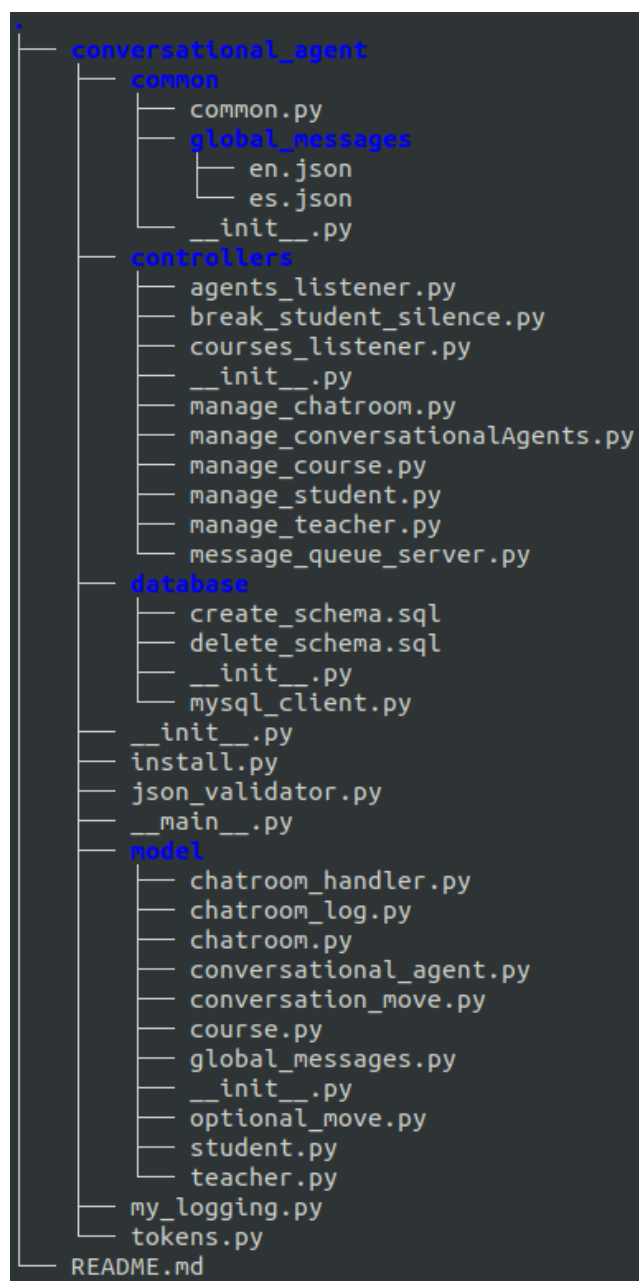 .
conversational_agent
common
common.py
global_messages
en.json
es.json
__init__.py
controllers
agents_listener.py
break_student_silence.py
courses_listener.py
__init__.py
manage_chatroom.py
manage_conversationalAgents.py
manage_course.py
manage_student.py
manage_teacher.py
message_queue_server.py
database
create_schema.sql
delete_schema.sql
__init__.py
mysql_client.py
__init__.py
install.py
json_validator.py
__main__.py
model
chatroom_handler.py
chatroom_log.py
chatroom.py
conversational_agent.py
conversation_move.py
course.py
global_messages.py
__init__.py
optional_move.py
student.py
teacher.py
my_logging.py
tokens.py
README.md